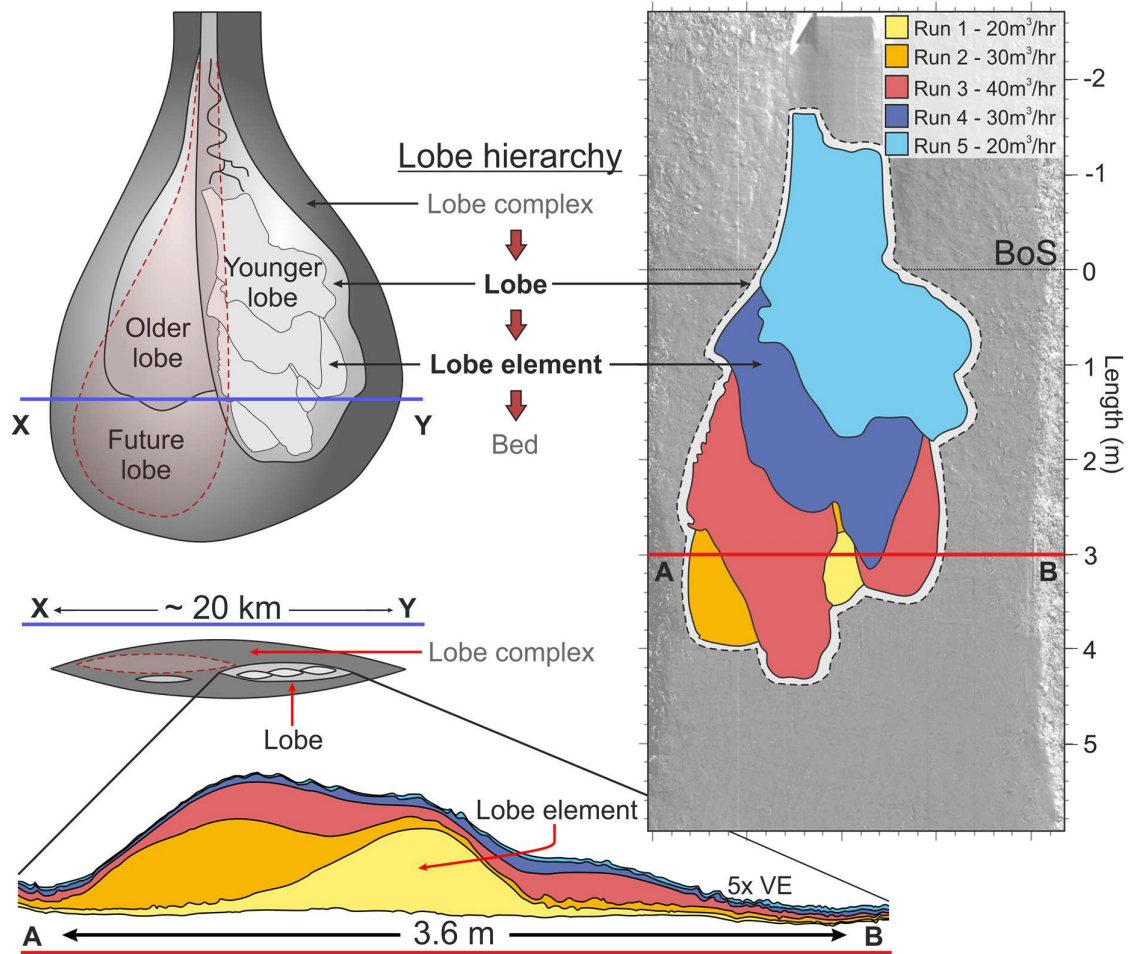 Lobe hierarchy
Lobe complex
Lobe
Lobe element
Bed
Younger
lobe
Older
lobe
Future
lobe
X
Y
X
~ 20 km
Y
Lobe complex
Lobe
Lobe element
5x VE
A
3.6 m
B
Run 1 - 20m³/hr
Run 2 - 30m³/hr
Run 3 - 40m³/hr
Run 4 - 30m³/hr
Run 5 - 20m³/hr
BoS
A
B
-2
-1
0
1
2
3
4
5
Length (m)